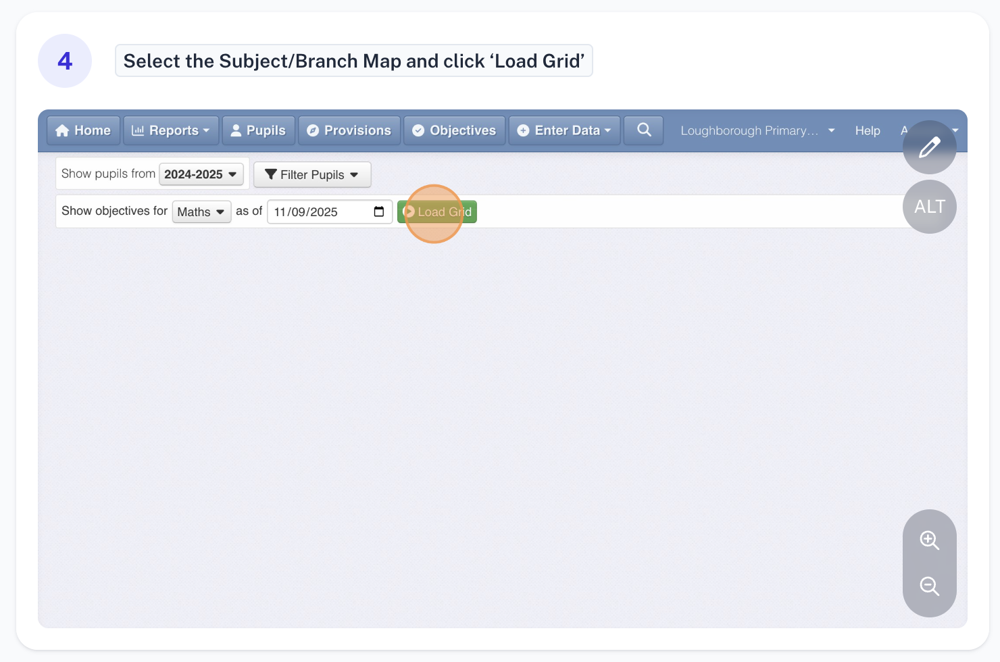 4
Select the Subject/Branch Map and click ‘Load Grid’
Home Reports Pupils Provisions Objectives Enter Data Loughborough Primary... Help A
Show pupils from 2024-2025 Filter Pupils
Show objectives for Maths as of 11/09/2025 Load Grid
ALT